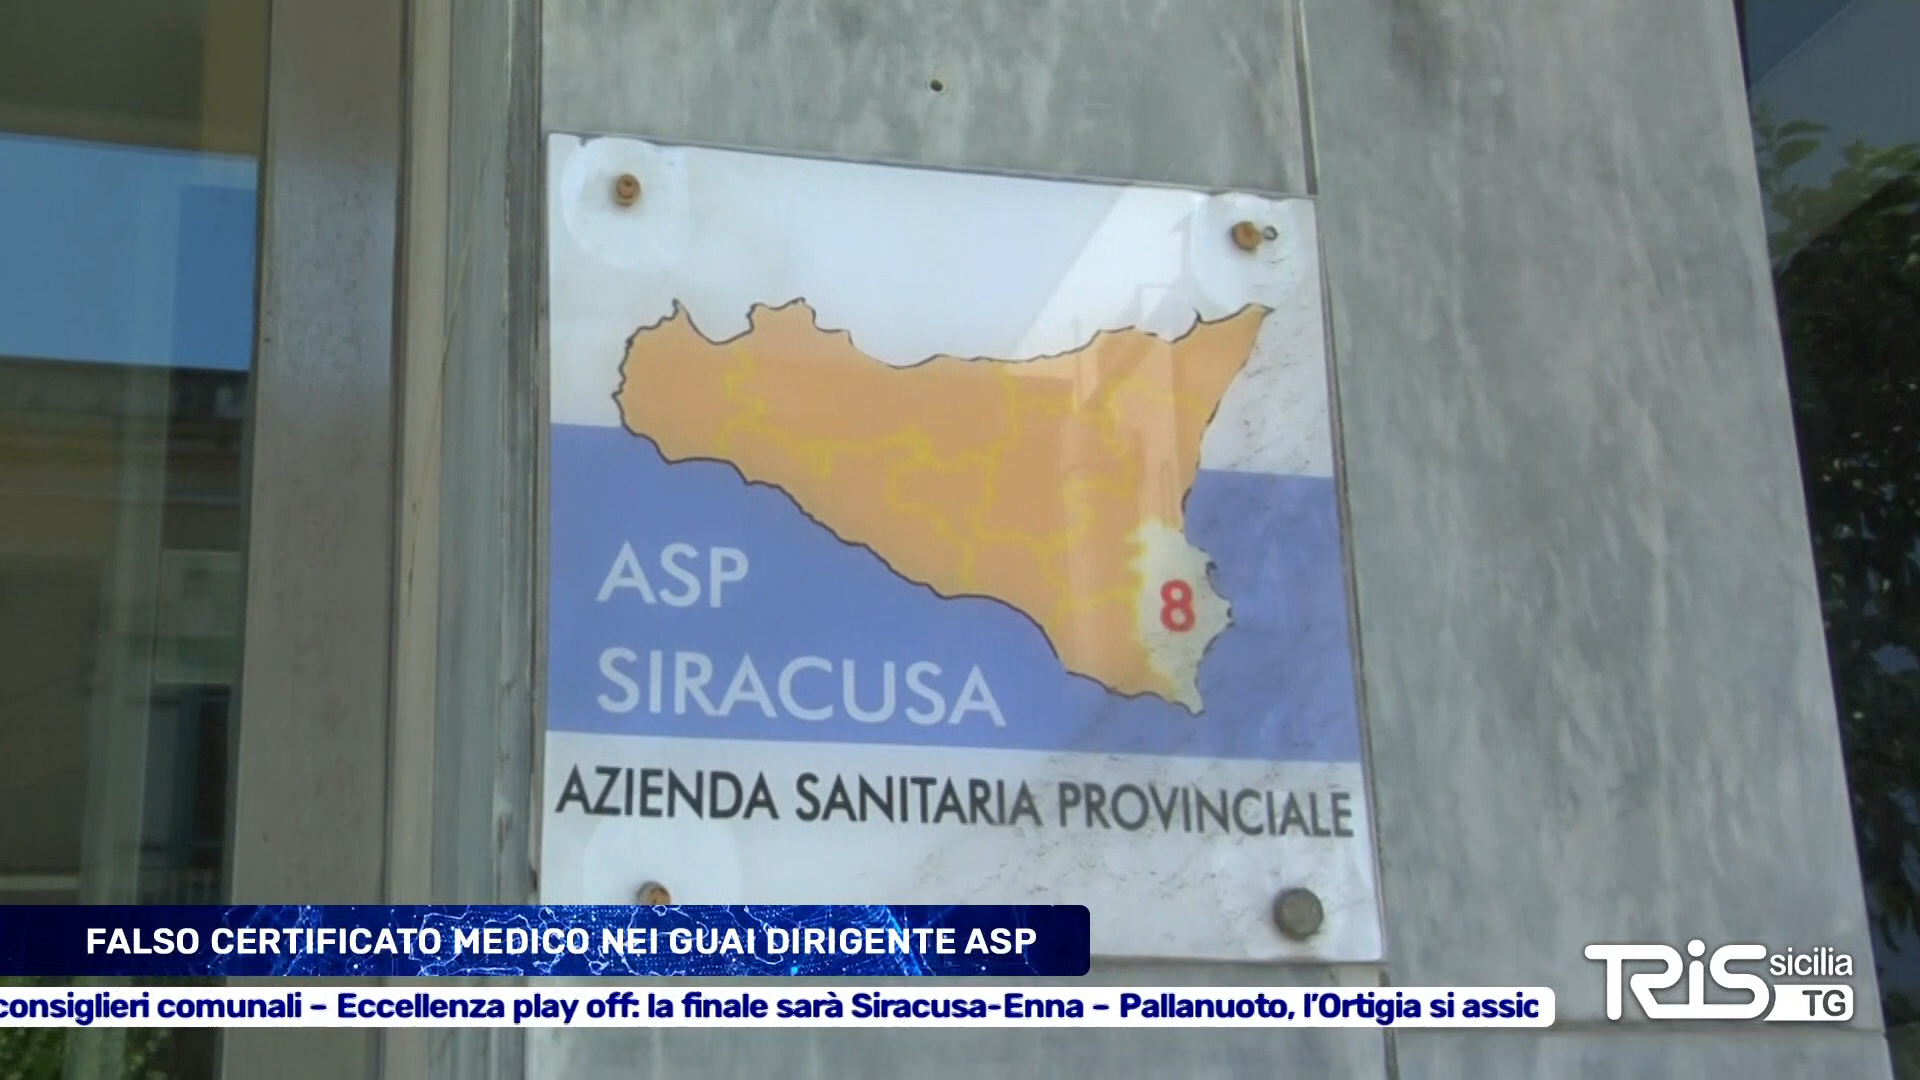 8
ASP
SIRACUSA
AZIENDA SANITARIA PROVINCIALE
FALSO CERTIFICATO MEDICO NEI GUAI DIRIGENTE ASP
consiglieri comunali – Eccellenza play off: la finale sarà Siracusa-Enna – Pallanuoto, l'Ortigia si assic
TRIS sicilia
TG